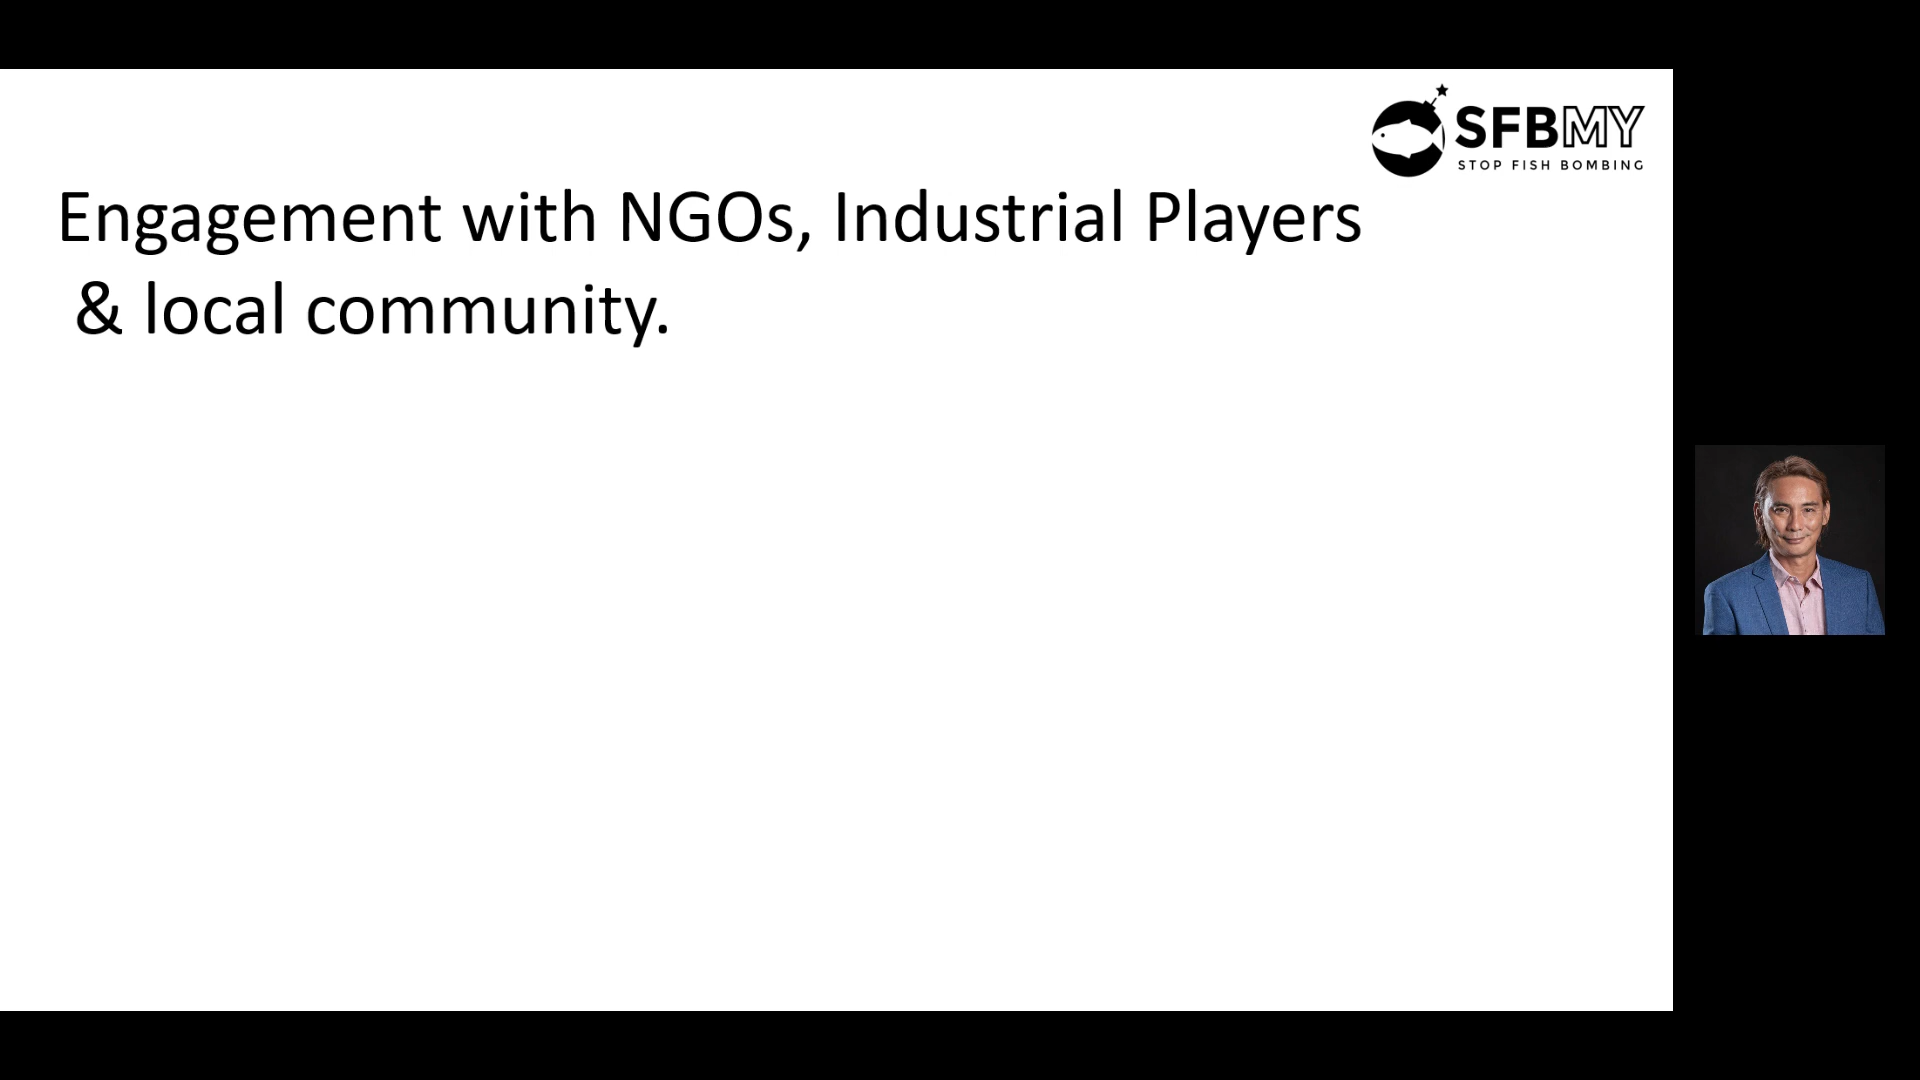 SFBMY
STOP FISH BOMBING
Engagement with NGOs, Industrial Players
& local community.